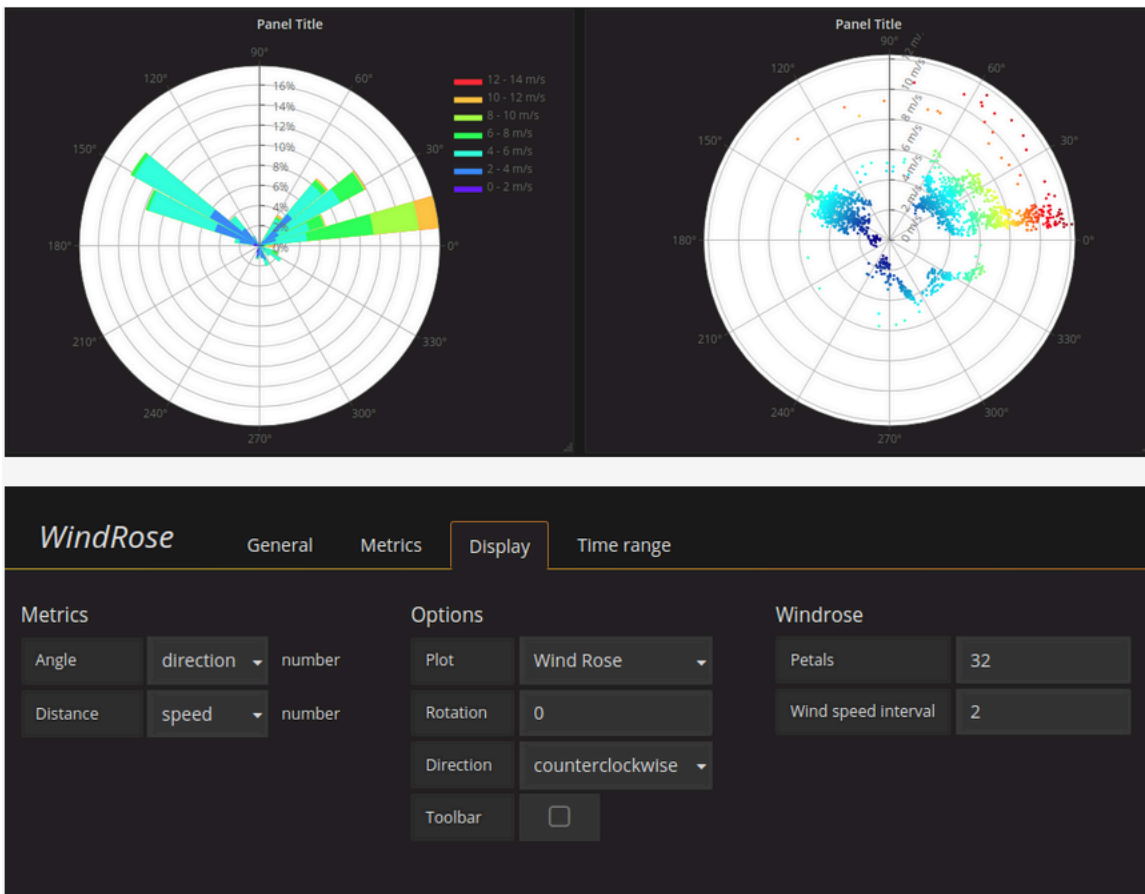 Panel Title
90°
120°
60°
150°
30°
180°
0°
210°
330°
240°
300°
270°
16%
14%
12%
10%
8%
6%
4%
0%
12 - 14 m/s
10 - 12 m/s
8 - 10 m/s
6 - 8 m/s
4 - 6 m/s
2 - 4 m/s
0 - 2 m/s
Panel Title
90°
120°
60°
150°
30°
180°
0°
210°
330°
240°
300°
270°
10 m/s
8 m/s
6 m/s
4 m/s
2 m/s
0 m/s
WindRose
General
Metrics
Display
Time range
Metrics
Angle
direction
number
Distance
speed
number
Options
Plot
Wind Rose
Rotation
0
Direction
counterclockwise
Toolbar
Windrose
Petals
32
Wind speed interval
2